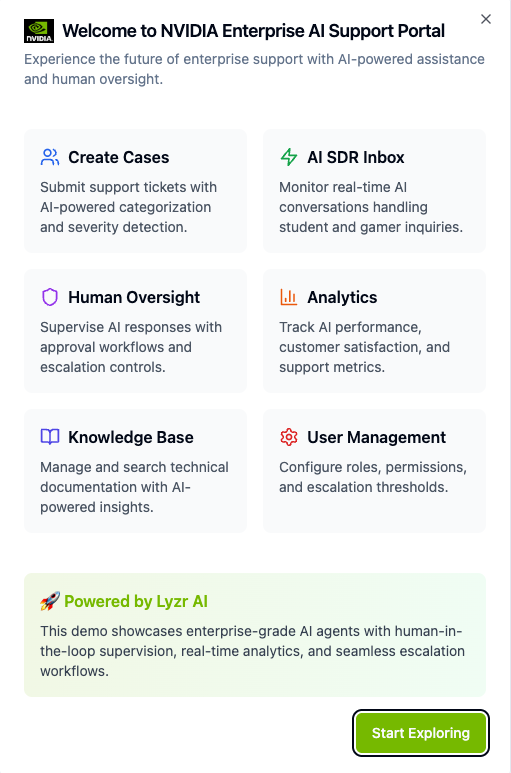 NVIDIA
Welcome to NVIDIA Enterprise AI Support Portal
Experience the future of enterprise support with AI-powered assistance
and human oversight.
Create Cases
Submit support tickets with
AI-powered categorization
and severity detection.
AI SDR Inbox
Monitor real-time AI
conversations handling
student and gamer inquiries.
Human Oversight
Supervise AI responses with
approval workflows and
escalation controls.
Analytics
Track AI performance,
customer satisfaction, and
support metrics.
Knowledge Base
Manage and search technical
documentation with AI-
powered insights.
User Management
Configure roles, permissions,
and escalation thresholds.
🚀 Powered by Lyzr AI
This demo showcases enterprise-grade AI agents with human-in-
the-loop supervision, real-time analytics, and seamless escalation
workflows.
Start Exploring